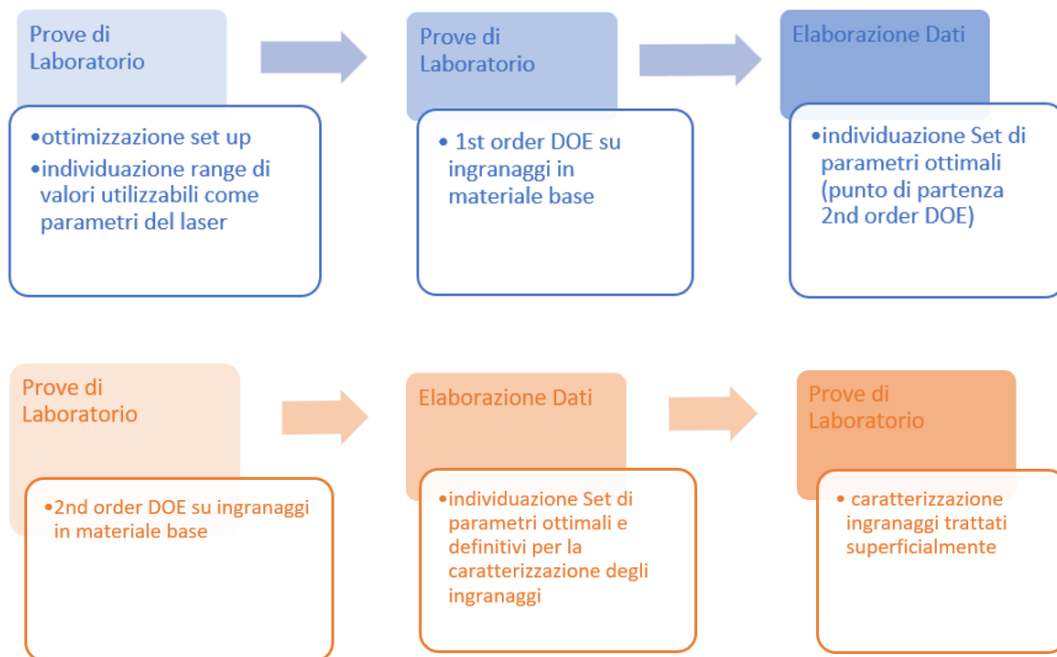 Prove di
Laboratorio
•ottimizzazione set up
•individuazione range di
valori utilizzabili come
parametri del laser
Prove di
Laboratorio
• 1st order DOE su
ingranaggi in
materiale base
Elaborazione Dati
•individuazione Set di
parametri ottimali
(punto di partenza
2nd order DOE)
Prove di
Laboratorio
•2nd order DOE su ingranaggi
in materiale base
Elaborazione Dati
•individuazione Set di
parametri ottimali e
definitivi per la
caratterizzazione degli
ingranaggi
Prove di
Laboratorio
• caratterizzazione
ingranaggi trattati
superficialmente